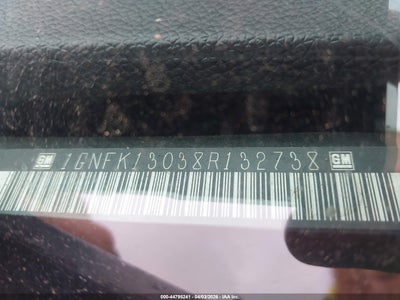 GM 1GNFK13038R132738 GM
000-44795241 - 04/03/2026 - IAA Inc.